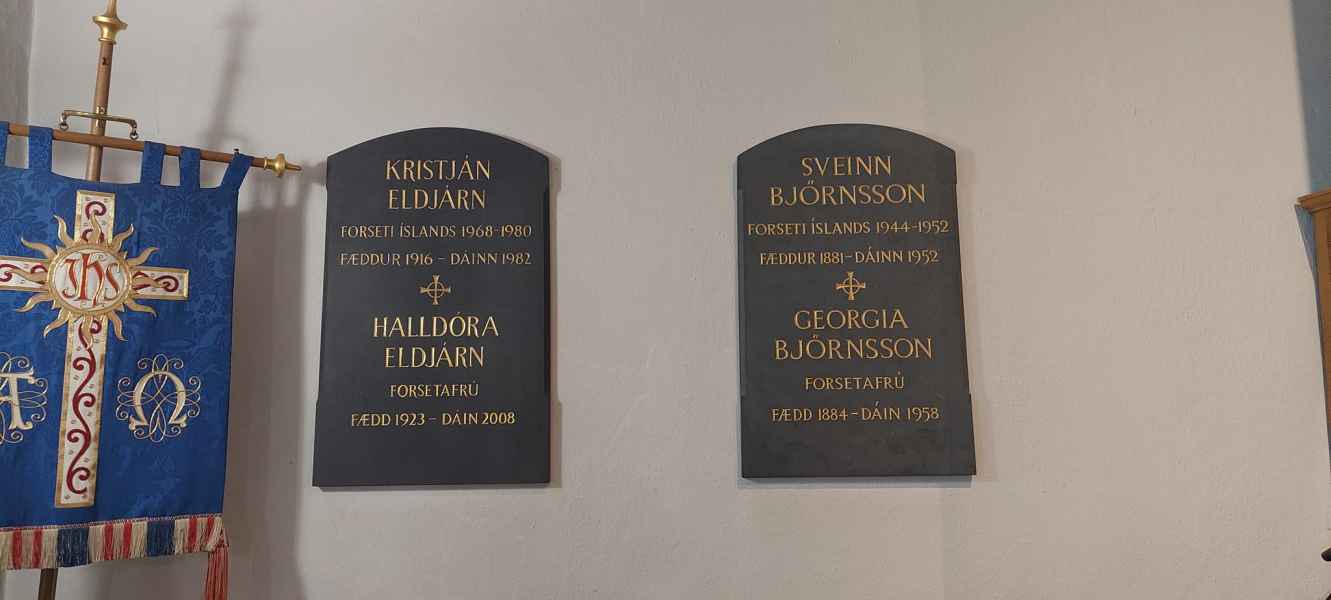 IHS
A
Ω
KRISTJÁN
ELDJÁRN
FORSETI ÍSLANDS 1968-1980
FÆDDUR 1916 - DÁINN 1982
HALLDÓRA
ELDJÁRN
FORSETAFRÚ
FÆDD 1923 - DÁIN 2008
SVEINN
BJÖRNSSON
FORSETI ÍSLANDS 1944-1952
FÆDDUR 1881-DÁINN 1952
GEORGIA
BJÖRNSSON
FORSETAFRÚ
FÆDD 1884-DÁIN 1958